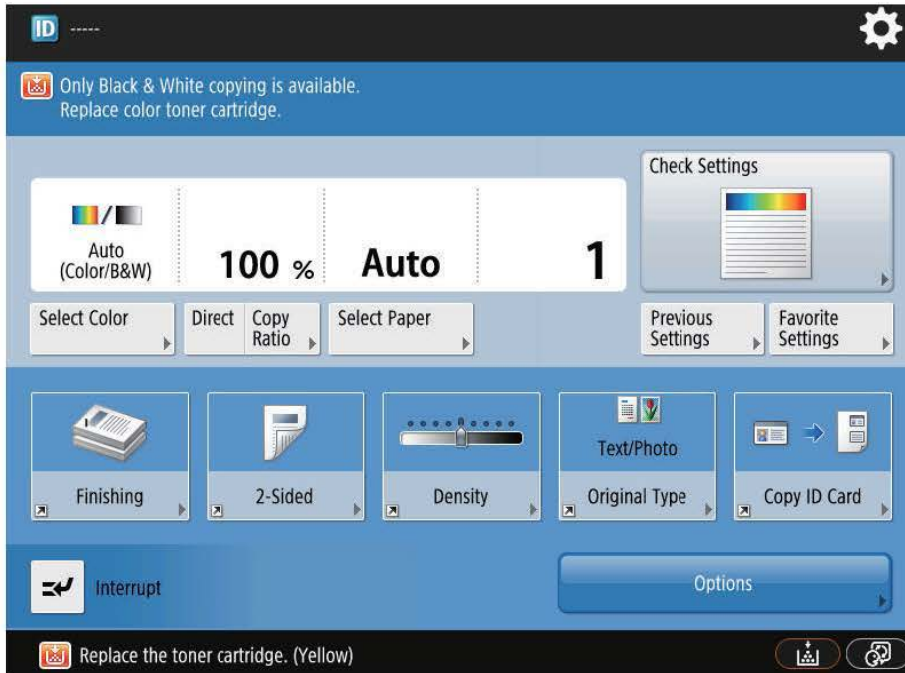 ID -----
Only Black & White copying is available.
Replace color toner cartridge.
Check Settings
Auto
(Color/B&W)
100 %
Auto
1
Select Color
Direct
Copy
Ratio
Select Paper
Previous
Settings
Favorite
Settings
Finishing
2-Sided
Density
Text/Photo
Original Type
Copy ID Card
Interrupt
Options
Replace the toner cartridge. (Yellow)